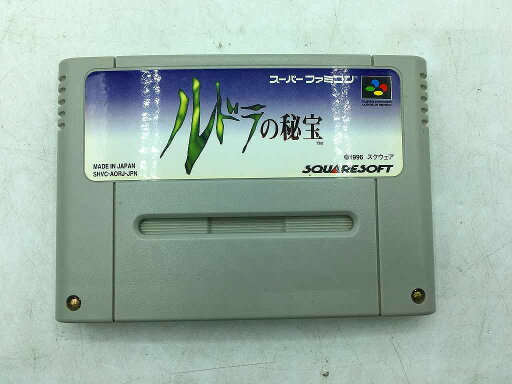 スーパーファミコン
ルドラの秘宝
TM
©1996 スクウェア
SQUARESOFT
MADE IN JAPAN
SHVC-AORJ-JPN